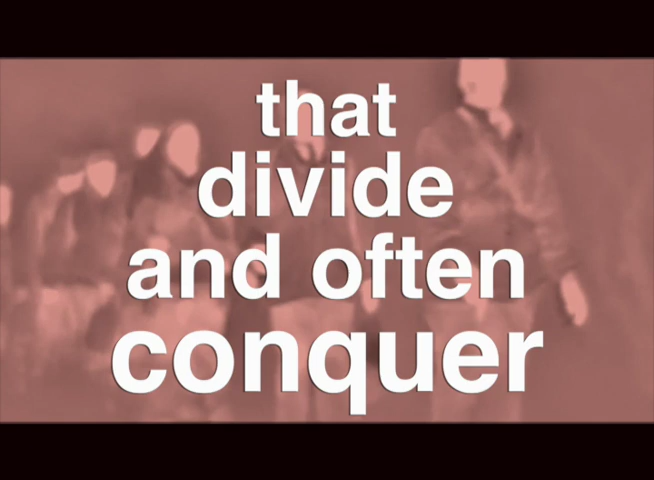 that
divide
and often
conquer